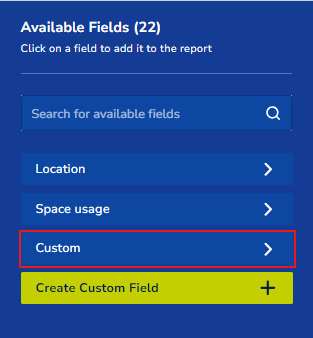 Available Fields (22)
Click on a field to add it to the report
Search for available fields
Location
Space usage
Custom
Create Custom Field